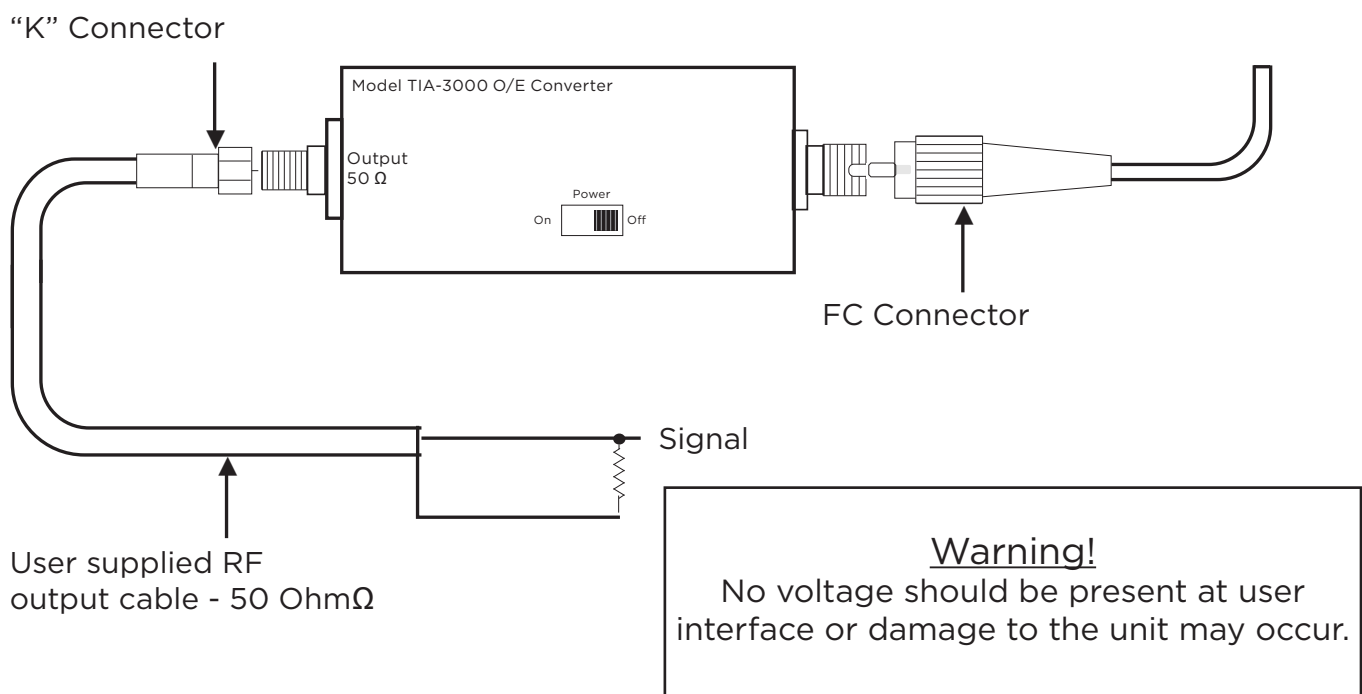 “K” Connector
Model TIA-3000 O/E Converter
Output
50 Ω
Power
On
Off
FC Connector
Signal
User supplied RF
output cable - 50 OhmΩ
Warning!
No voltage should be present at user
interface or damage to the unit may occur.